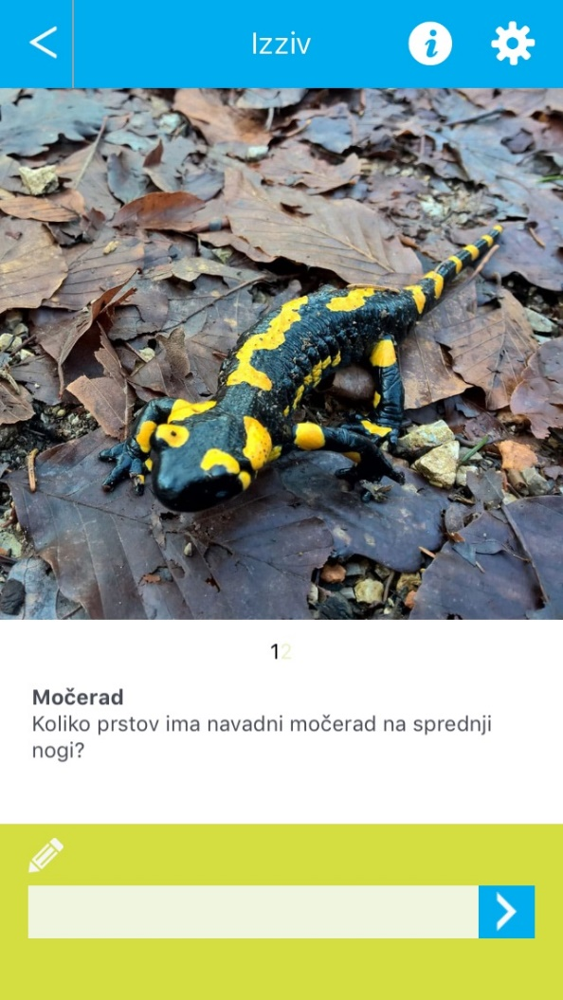 Izziv
12
Močerad
Koliko prstov ima navadni močerad na sprednji
nogi?